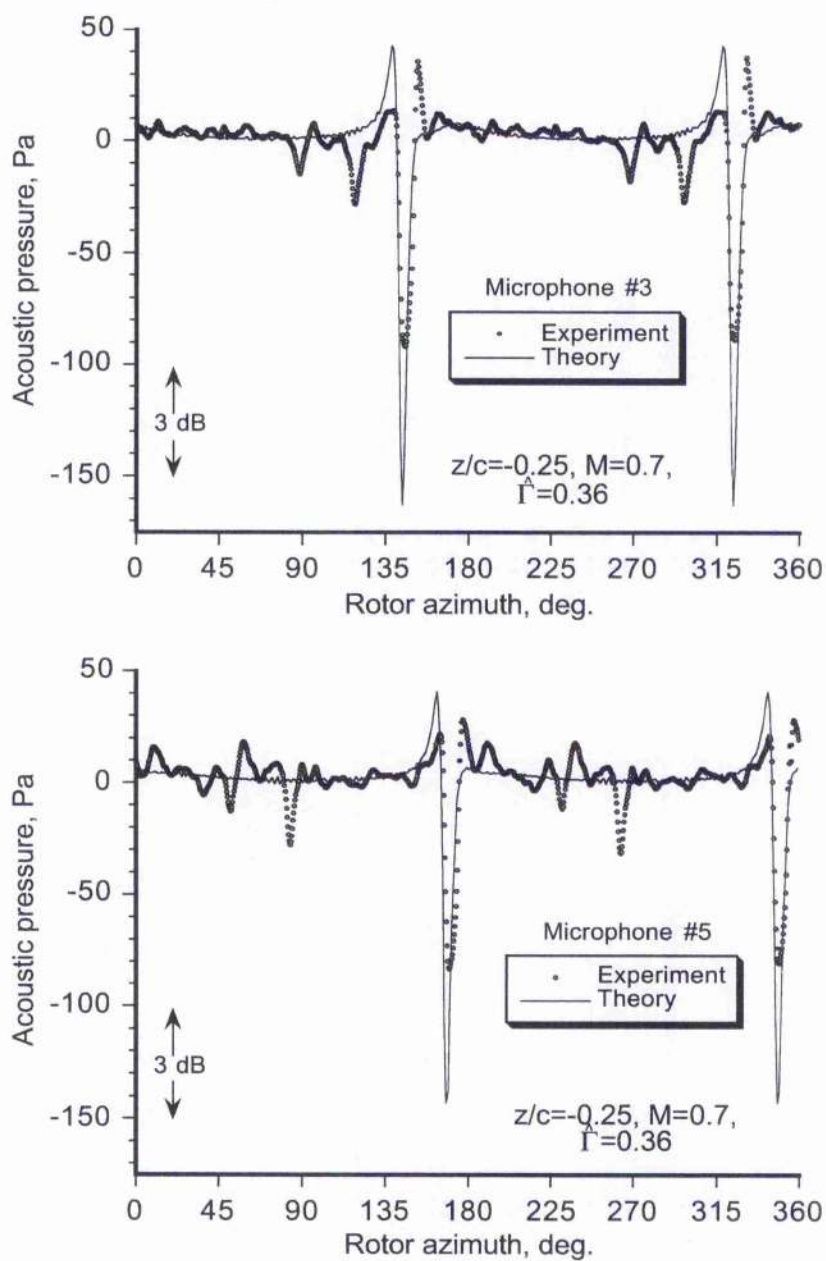 50
0
-50
-100
-150
Acoustic pressure, Pa
3 dB
Microphone #3
Experiment
Theory
z/c=-0.25, M=0.7,
Γ̂=0.36
0 45 90 135 180 225 270 315 360
Rotor azimuth, deg.
50
0
-50
-100
-150
Acoustic pressure, Pa
3 dB
Microphone #5
Experiment
Theory
z/c=-0.25, M=0.7,
Γ̂=0.36
0 45 90 135 180 225 270 315 360
Rotor azimuth, deg.